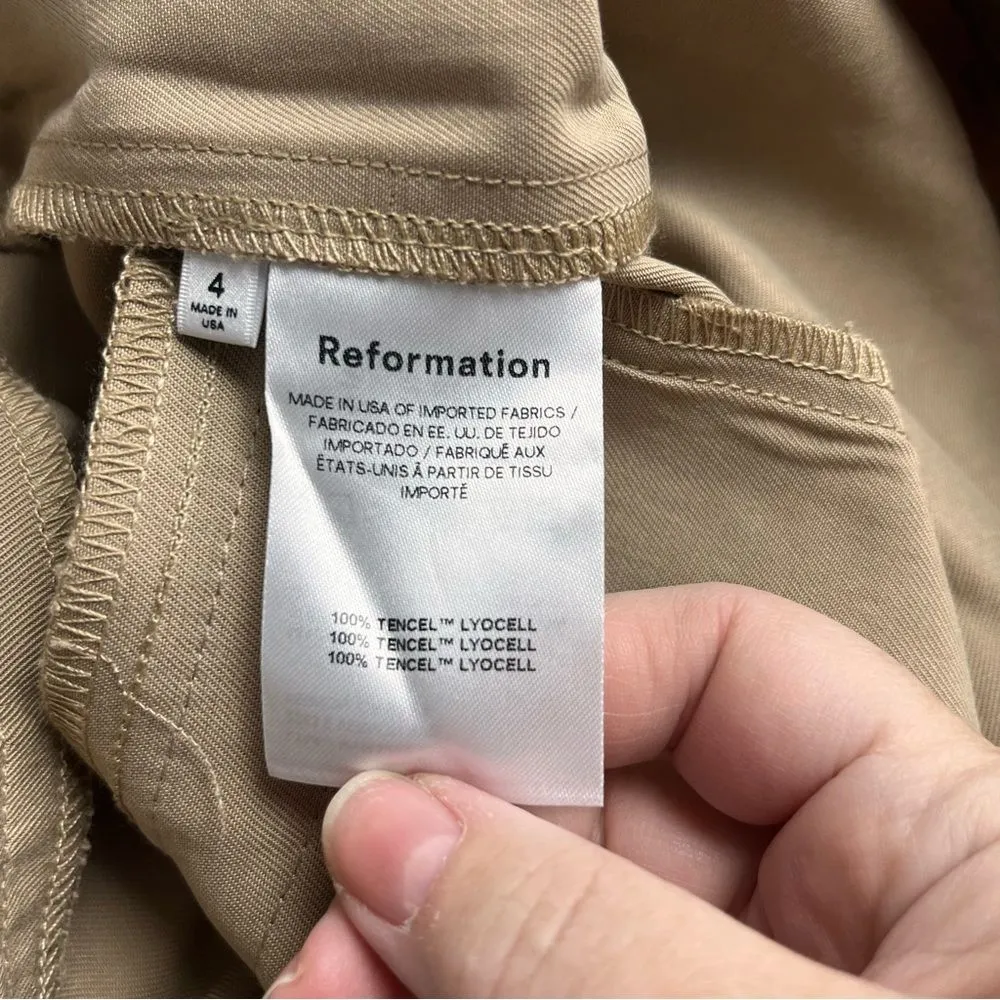 4
MADE IN
USA
Reformation
MADE IN USA OF IMPORTED FABRICS /
FABRICADO EN EE. UU. DE TEJIDO
IMPORTADO / FABRIQUÉ AUX
ÉTATS-UNIS À PARTIR DE TISSU
IMPORTÉ
100% TENCEL™ LYOCELL
100% TENCEL™ LYOCELL
100% TENCEL™ LYOCELL